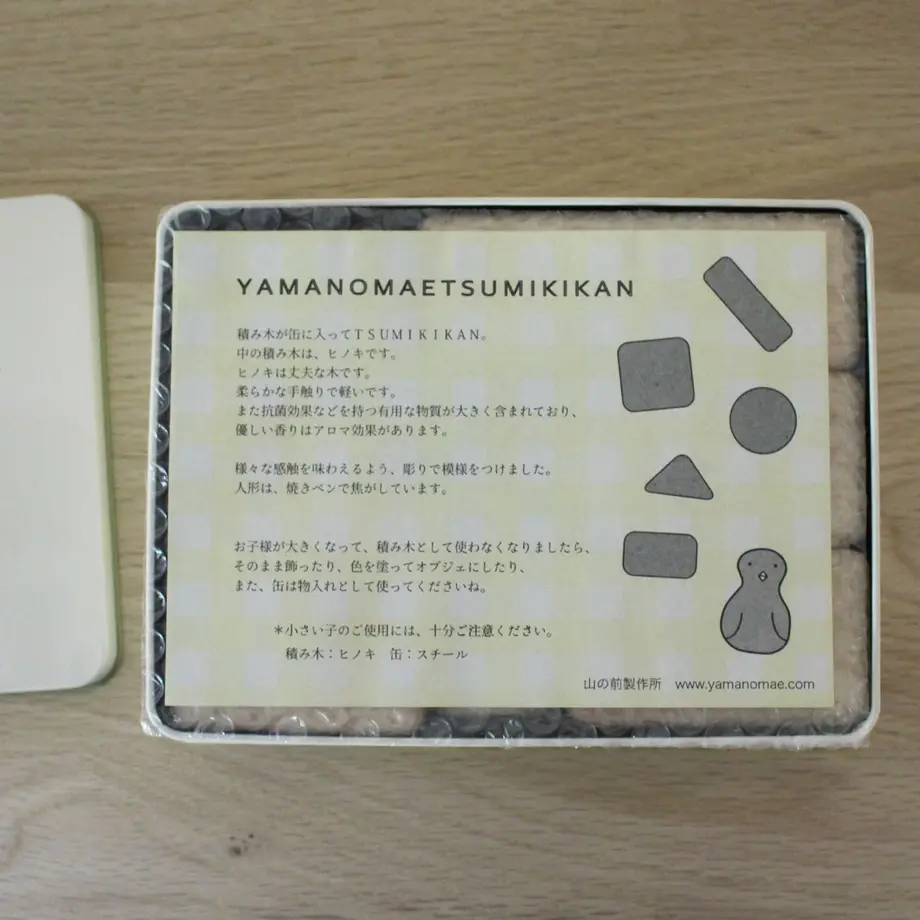 YAMANOMAETSUMIKIKAN
積み木が缶に入ってＴＳＵＭＩＫＩＫＡＮ。
中の積み木は、ヒノキです。
ヒノキは丈夫な木です。
柔らかな手触りで軽いです。
また抗菌効果などを持つ有用な物質が大きく含まれており、
優しい香りはアロマ効果があります。
様々な感触を味わえるよう、彫りで模様をつけました。
人形は、焼きペンで焦がしています。
お子様が大きくなって、積み木として使わなくなりましたら、
そのまま飾ったり、色を塗ってオブジェにしたり、
また、缶は物入れとして使ってくださいね。
＊小さい子のご使用には、十分ご注意ください。
積み木：ヒノキ　缶：スチール
山の前製作所　www.yamanomae.com